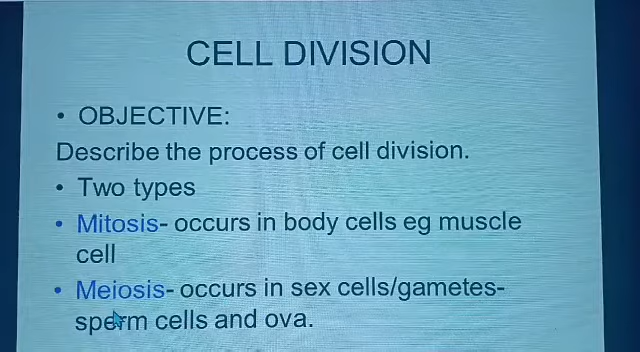 CELL DIVISION
• OBJECTIVE:
Describe the process of cell division.
• Two types
• Mitosis- occurs in body cells eg muscle
cell
• Meiosis- occurs in sex cells/gametes-
sperm cells and ova.